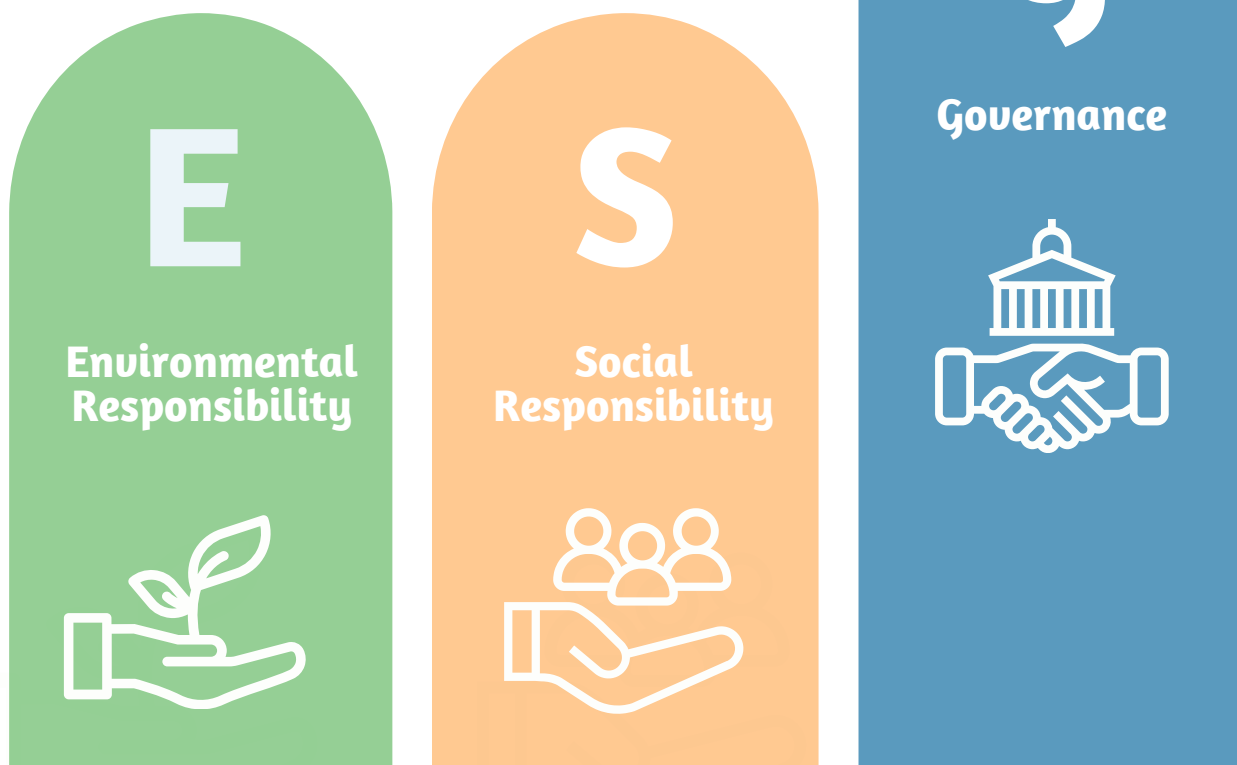 E
Environmental
Responsibility
S
Social
Responsibility
Governance